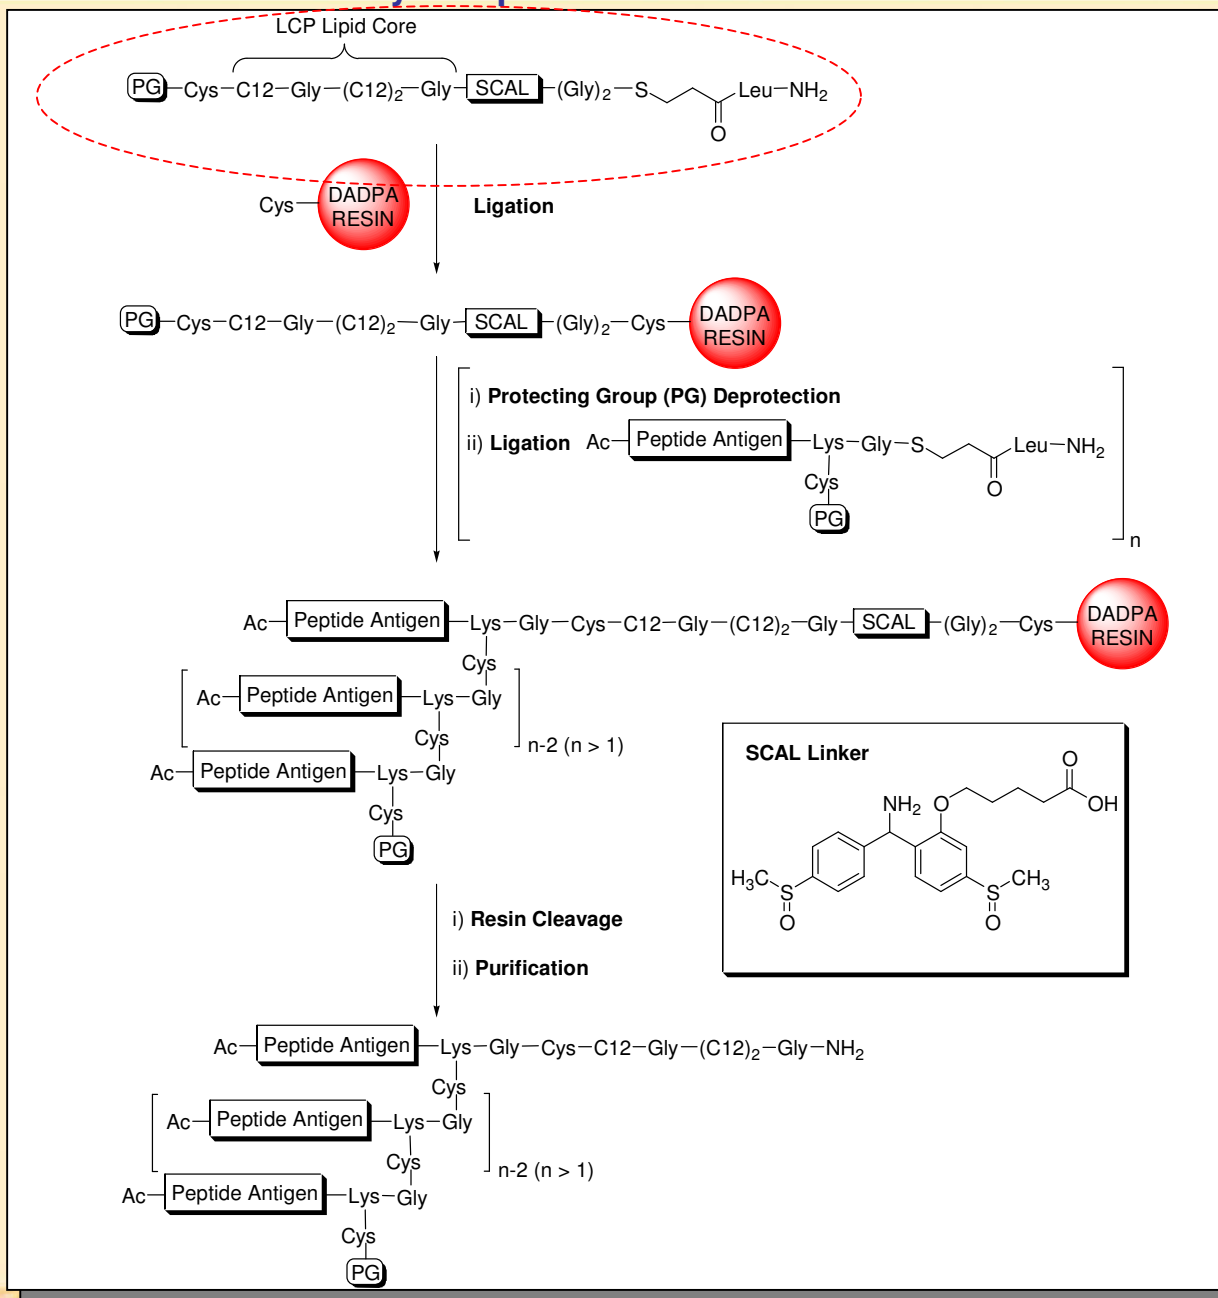 LCP Lipid Core
PG Cys C12 Gly (C12)2 Gly SCAL (Gly)2 S Leu NH2
O
Cys DADPA RESIN
Ligation
PG Cys C12 Gly (C12)2 Gly SCAL (Gly)2 Cys DADPA RESIN
i) Protecting Group (PG) Deprotection
ii) Ligation Ac Peptide Antigen Lys Gly S Leu NH2
O
Cys
PG
n
Ac Peptide Antigen Lys Gly Cys C12 Gly (C12)2 Gly SCAL (Gly)2 Cys DADPA RESIN
Cys
Ac Peptide Antigen Lys Gly
n-2 (n > 1)
Cys
Ac Peptide Antigen Lys Gly
Cys
PG
SCAL Linker
O
NH2 O OH
H3C S O
S CH3 O
i) Resin Cleavage
ii) Purification
Ac Peptide Antigen Lys Gly Cys C12 Gly (C12)2 Gly NH2
Cys
Ac Peptide Antigen Lys Gly
n-2 (n > 1)
Cys
Ac Peptide Antigen Lys Gly
Cys
PG